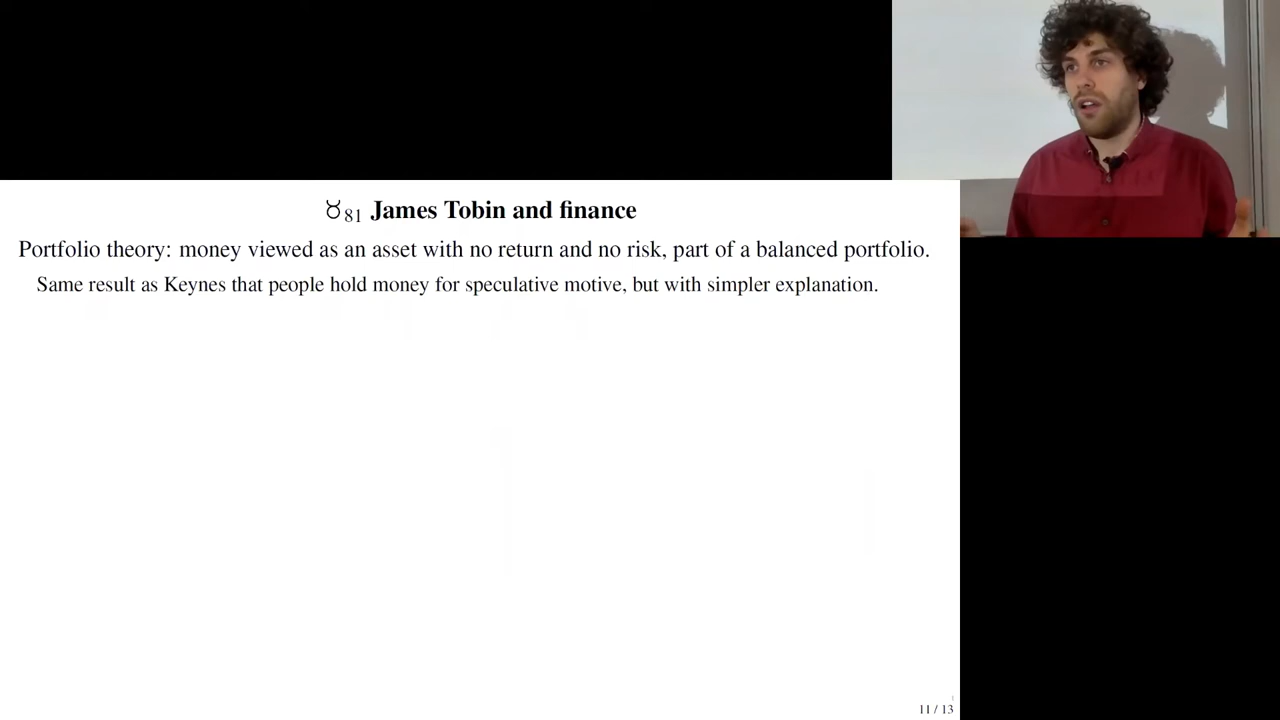 ♉81 James Tobin and finance
Portfolio theory: money viewed as an asset with no return and no risk, part of a balanced portfolio.
Same result as Keynes that people hold money for speculative motive, but with simpler explanation.
11 / 13